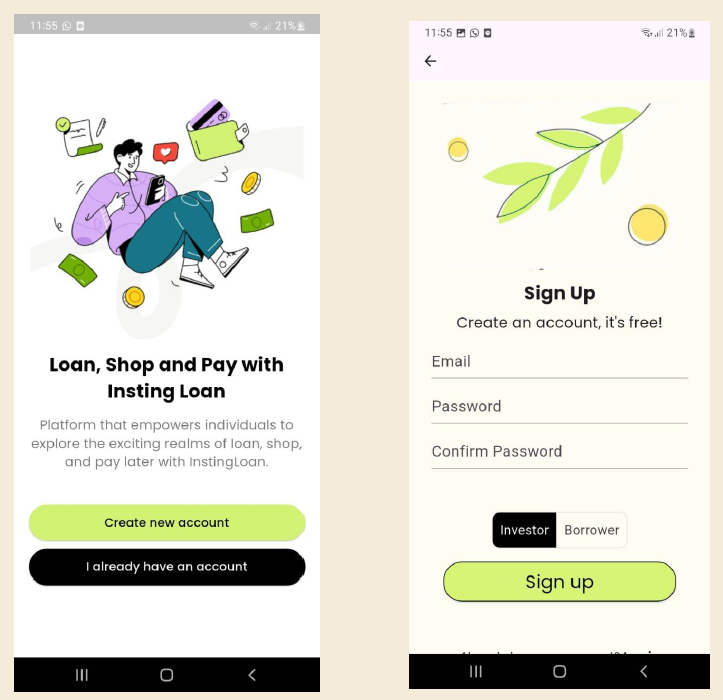 11:55
21%
Loan, Shop and Pay with
Insting Loan
Platform that empowers individuals to
explore the exciting realms of loan, shop,
and pay later with InstingLoan.
Create new account
I already have an account
11:55
21%
Sign Up
Create an account, it's free!
Email
Password
Confirm Password
Investor Borrower
Sign up